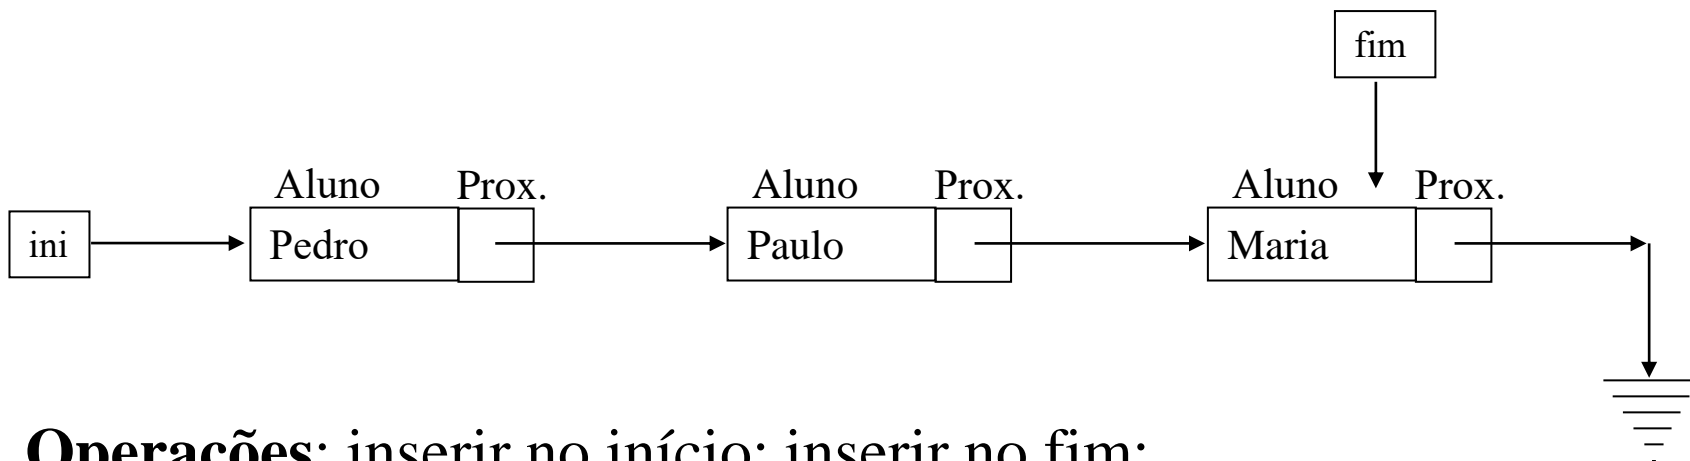 fim
Aluno Prox. Aluno Prox. Aluno Prox.
ini Pedro Paulo Maria
Operações: inserir no início; inserir no fim;